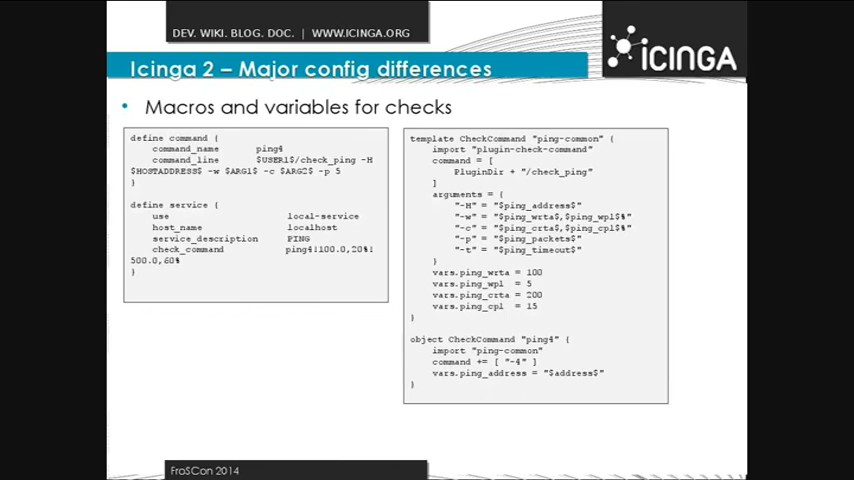 DEV. WIKI. BLOG. DOC. | WWW.ICINGA.ORG
ICINGA
Icinga 2 – Major config differences
• Macros and variables for checks
define command {
command_name ping4
command_line $USER1$/check_ping -H
$HOSTADDRESS$ -w $ARG1$ -c $ARG2$ -p 5
}
define service {
use local-service
host_name localhost
service_description PING
check_command ping4!100.0,20%!
500.0,60%
}
template CheckCommand "ping-common" {
import "plugin-check-command"
command = [
PluginDir + "/check_ping"
]
arguments = {
"-H" = "$ping_address$"
"-w" = "$ping_wrta$,$ping_wpl$%"
"-c" = "$ping_crta$,$ping_cpl$%"
"-p" = "$ping_packets$"
"-t" = "$ping_timeout$"
}
vars.ping_wrta = 100
vars.ping_wpl = 5
vars.ping_crta = 200
vars.ping_cpl = 15
}
object CheckCommand "ping4" {
import "ping-common"
command += [ "-4" ]
vars.ping_address = "$address$"
}
FroSCon 2014